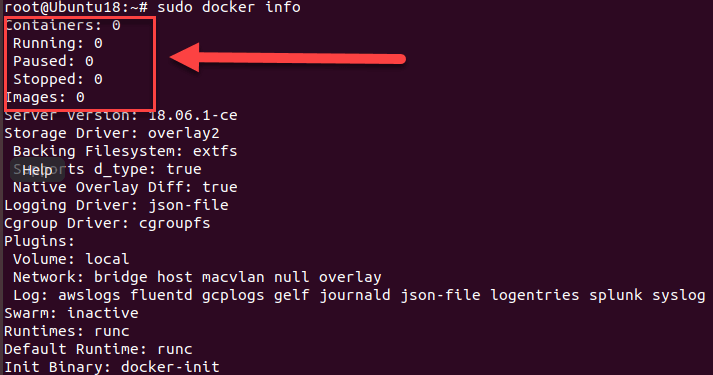 root@Ubuntu18:~# sudo docker info
Containers: 0
Running: 0
Paused: 0
Stopped: 0
Images: 0
Server Version: 18.06.1-ce
Storage Driver: overlay2
Backing Filesystem: extfs
Supports d_type: true
Help
Native Overlay Diff: true
Logging Driver: json-file
Cgroup Driver: cgroupfs
Plugins:
Volume: local
Network: bridge host macvlan null overlay
Log: awslogs fluentd gcplogs gelf journald json-file logentries splunk syslog
Swarm: inactive
Runtimes: runc
Default Runtime: runc
Init Binary: docker-init